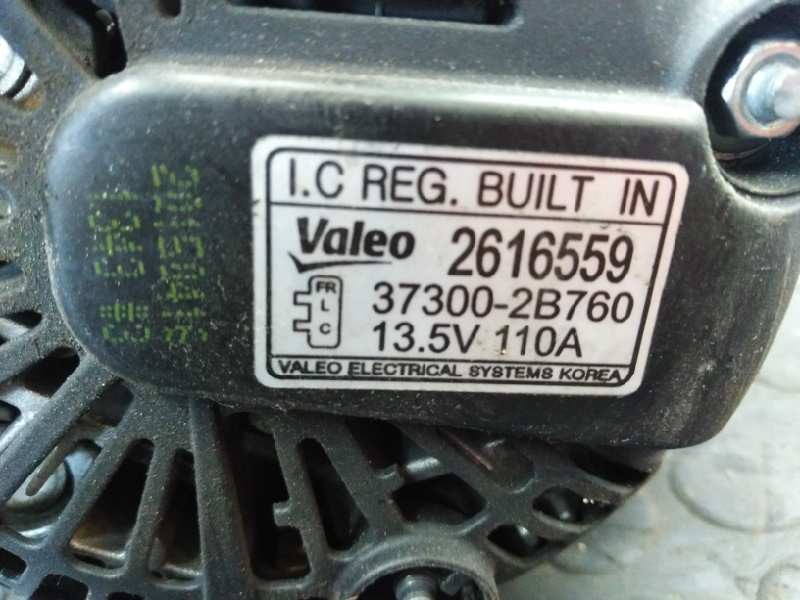 I.C REG. BUILT IN
Valeo 2616559
FR
L
C
37300-2B760
13.5V 110A
VALEO ELECTRICAL SYSTEMS KOREA